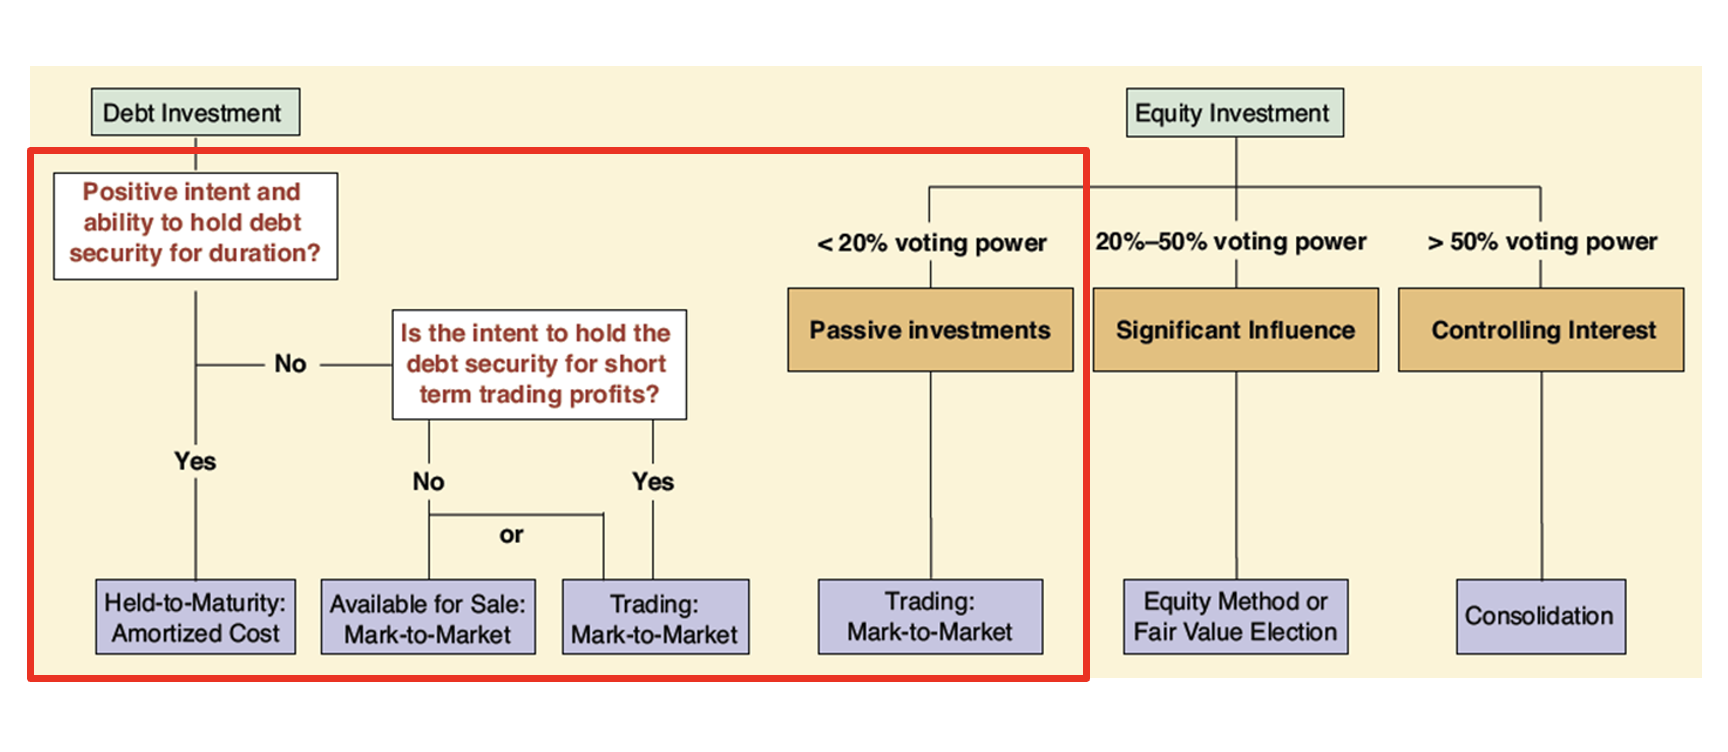 Debt Investment
Equity Investment
Positive intent and
ability to hold debt
security for duration?
< 20% voting power
20%–50% voting power
> 50% voting power
Is the intent to hold the
debt security for short
term trading profits?
Passive investments
Significant Influence
Controlling Interest
No
Yes
No
Yes
or
Held-to-Maturity:
Amortized Cost
Available for Sale:
Mark-to-Market
Trading:
Mark-to-Market
Trading:
Mark-to-Market
Equity Method or
Fair Value Election
Consolidation